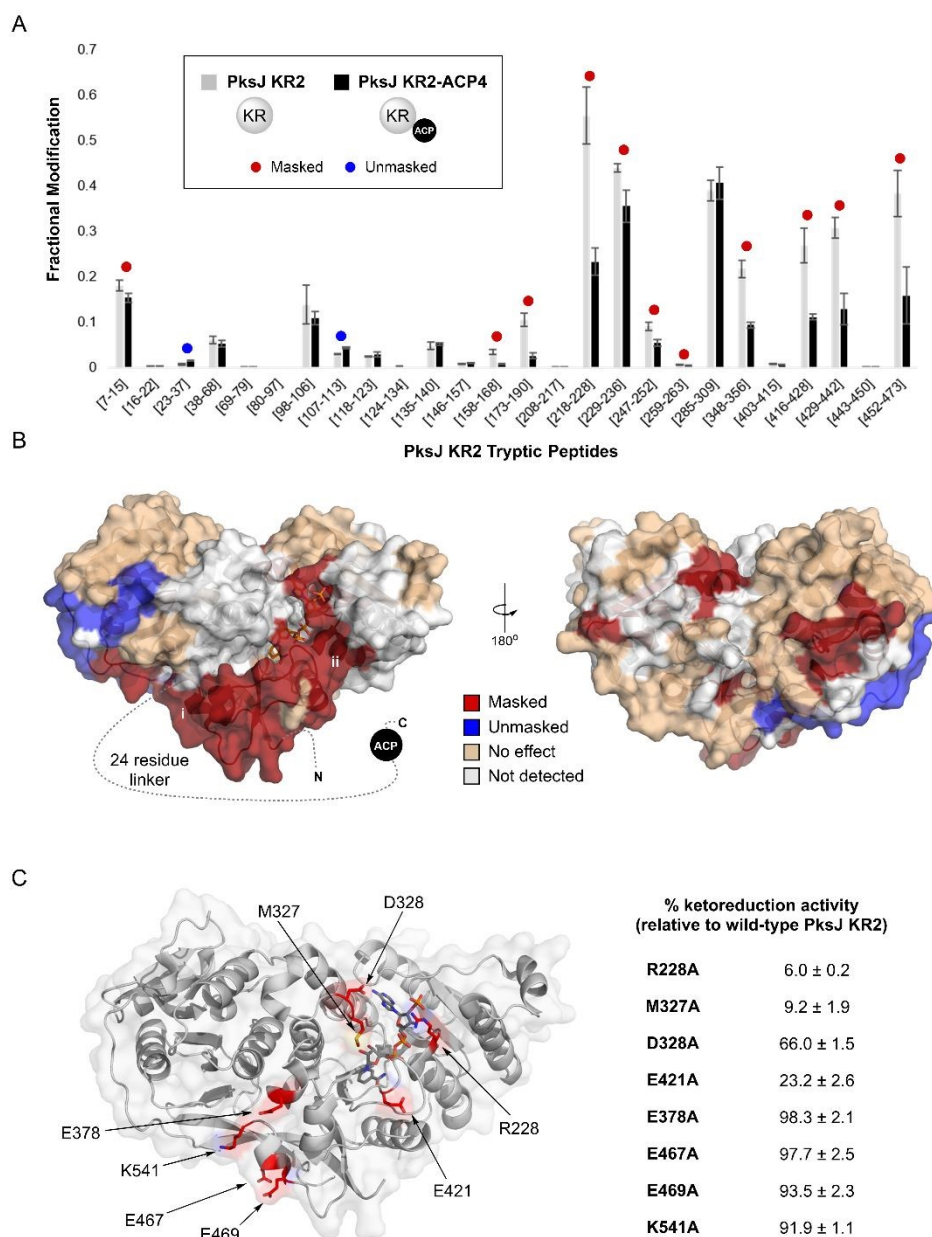 A
0.7
0.6
0.5
0.4
0.3
0.2
0.1
0
Fractional Modification
PksJ KR2
PksJ KR2-ACP4
KR
KR
ACP
Masked
Unmasked
[7-15]
[16-22]
[23-37]
[38-68]
[69-79]
[80-97]
[98-106]
[107-113]
[118-123]
[124-134]
[135-140]
[146-157]
[158-168]
[173-190]
[208-217]
[218-228]
[229-236]
[247-252]
[259-263]
[285-309]
[348-356]
[403-415]
[416-428]
[429-442]
[443-450]
[452-473]
PksJ KR2 Tryptic Peptides
B
180º
i
ii
24 residue
linker
N
C
ACP
Masked
Unmasked
No effect
Not detected
C
M327
D328
E378
K541
E467
E469
E421
R228
% ketoreduction activity
(relative to wild-type PksJ KR2)
R228A 6.0 ± 0.2
M327A 9.2 ± 1.9
D328A 66.0 ± 1.5
E421A 23.2 ± 2.6
E378A 98.3 ± 2.1
E467A 97.7 ± 2.5
E469A 93.5 ± 2.3
K541A 91.9 ± 1.1